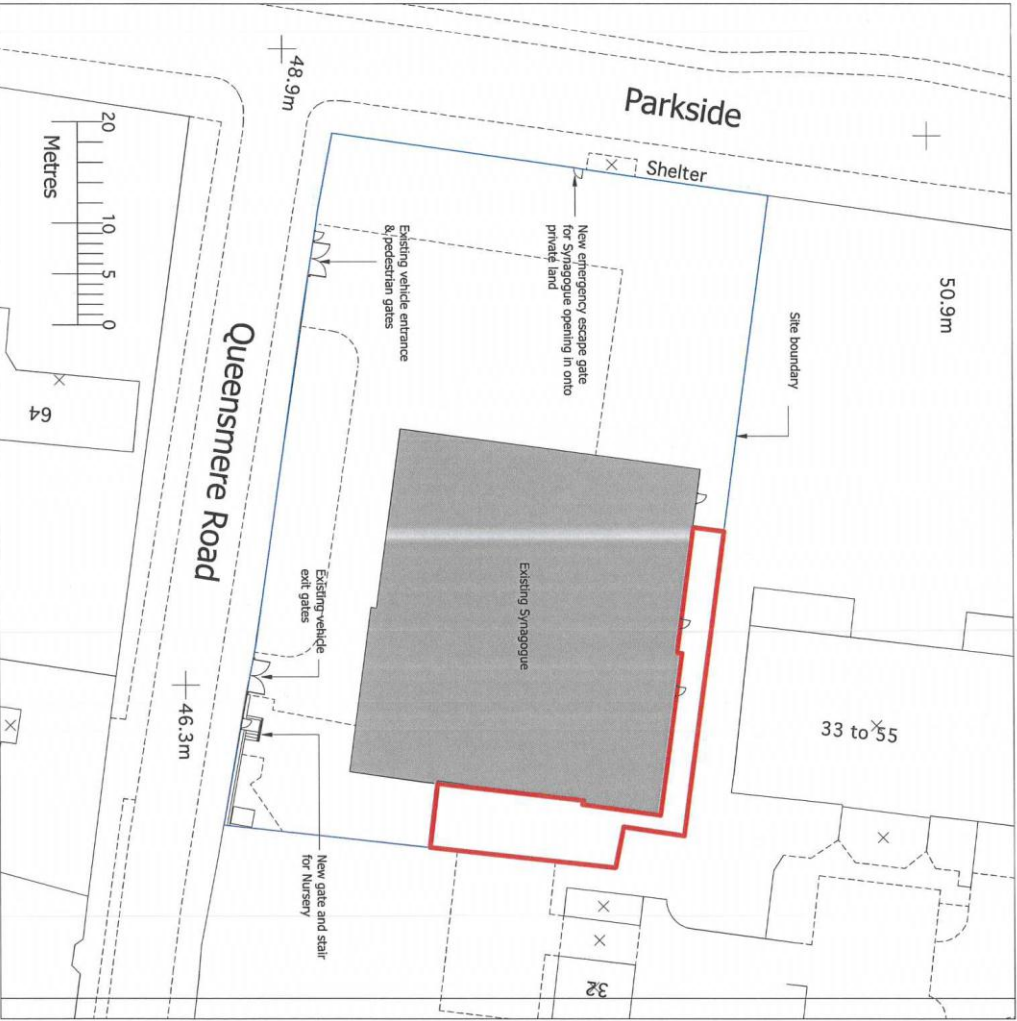 Parkside
48.9m
Shelter
50.9m
Site boundary
New emergency escape gate
for Synagogue opening in onto
private land
Existing vehicle entrance
& pedestrian gates
20
10
5
0
Metres
64
Queensmere Road
Existing Synagogue
Existing vehicle
exit gates
46.3m
33 to 55
New gate and stair
for Nursery
32